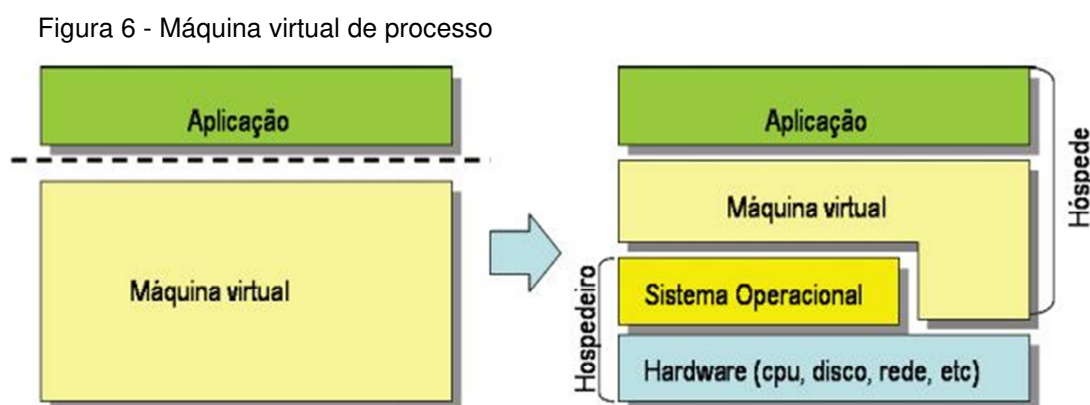 Figura 6 - Máquina virtual de processo
Aplicação
Máquina virtual
Aplicação
Máquina virtual
Sistema Operacional
Hardware (cpu, disco, rede, etc)
Hospedeiro
Hóspede